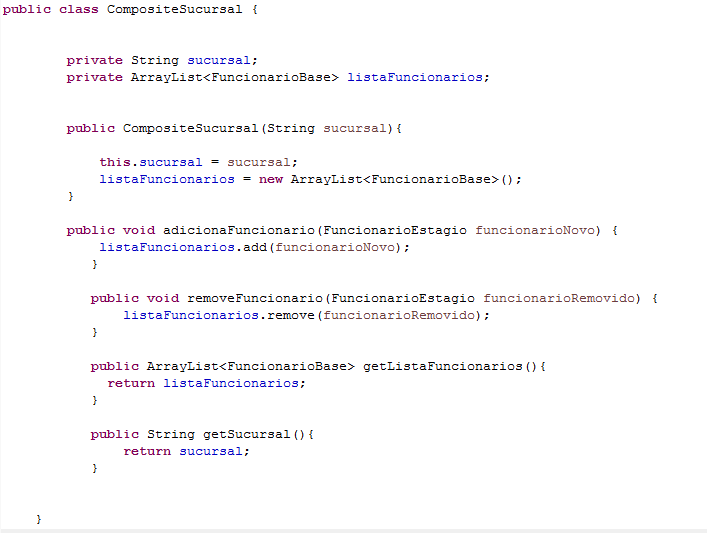 public class CompositeSucursal {
private String sucursal;
private ArrayList<FuncionarioBase> listaFuncionarios;
public CompositeSucursal(String sucursal){
this.sucursal = sucursal;
listaFuncionarios = new ArrayList<FuncionarioBase>();
}
public void adicionaFuncionario(FuncionarioEstagio funcionarioNovo) {
listaFuncionarios.add(funcionarioNovo);
}
public void removeFuncionario(FuncionarioEstagio funcionarioRemovido) {
listaFuncionarios.remove(funcionarioRemovido);
}
public ArrayList<FuncionarioBase> getListaFuncionarios(){
return listaFuncionarios;
}
public String getSucursal(){
return sucursal;
}
}